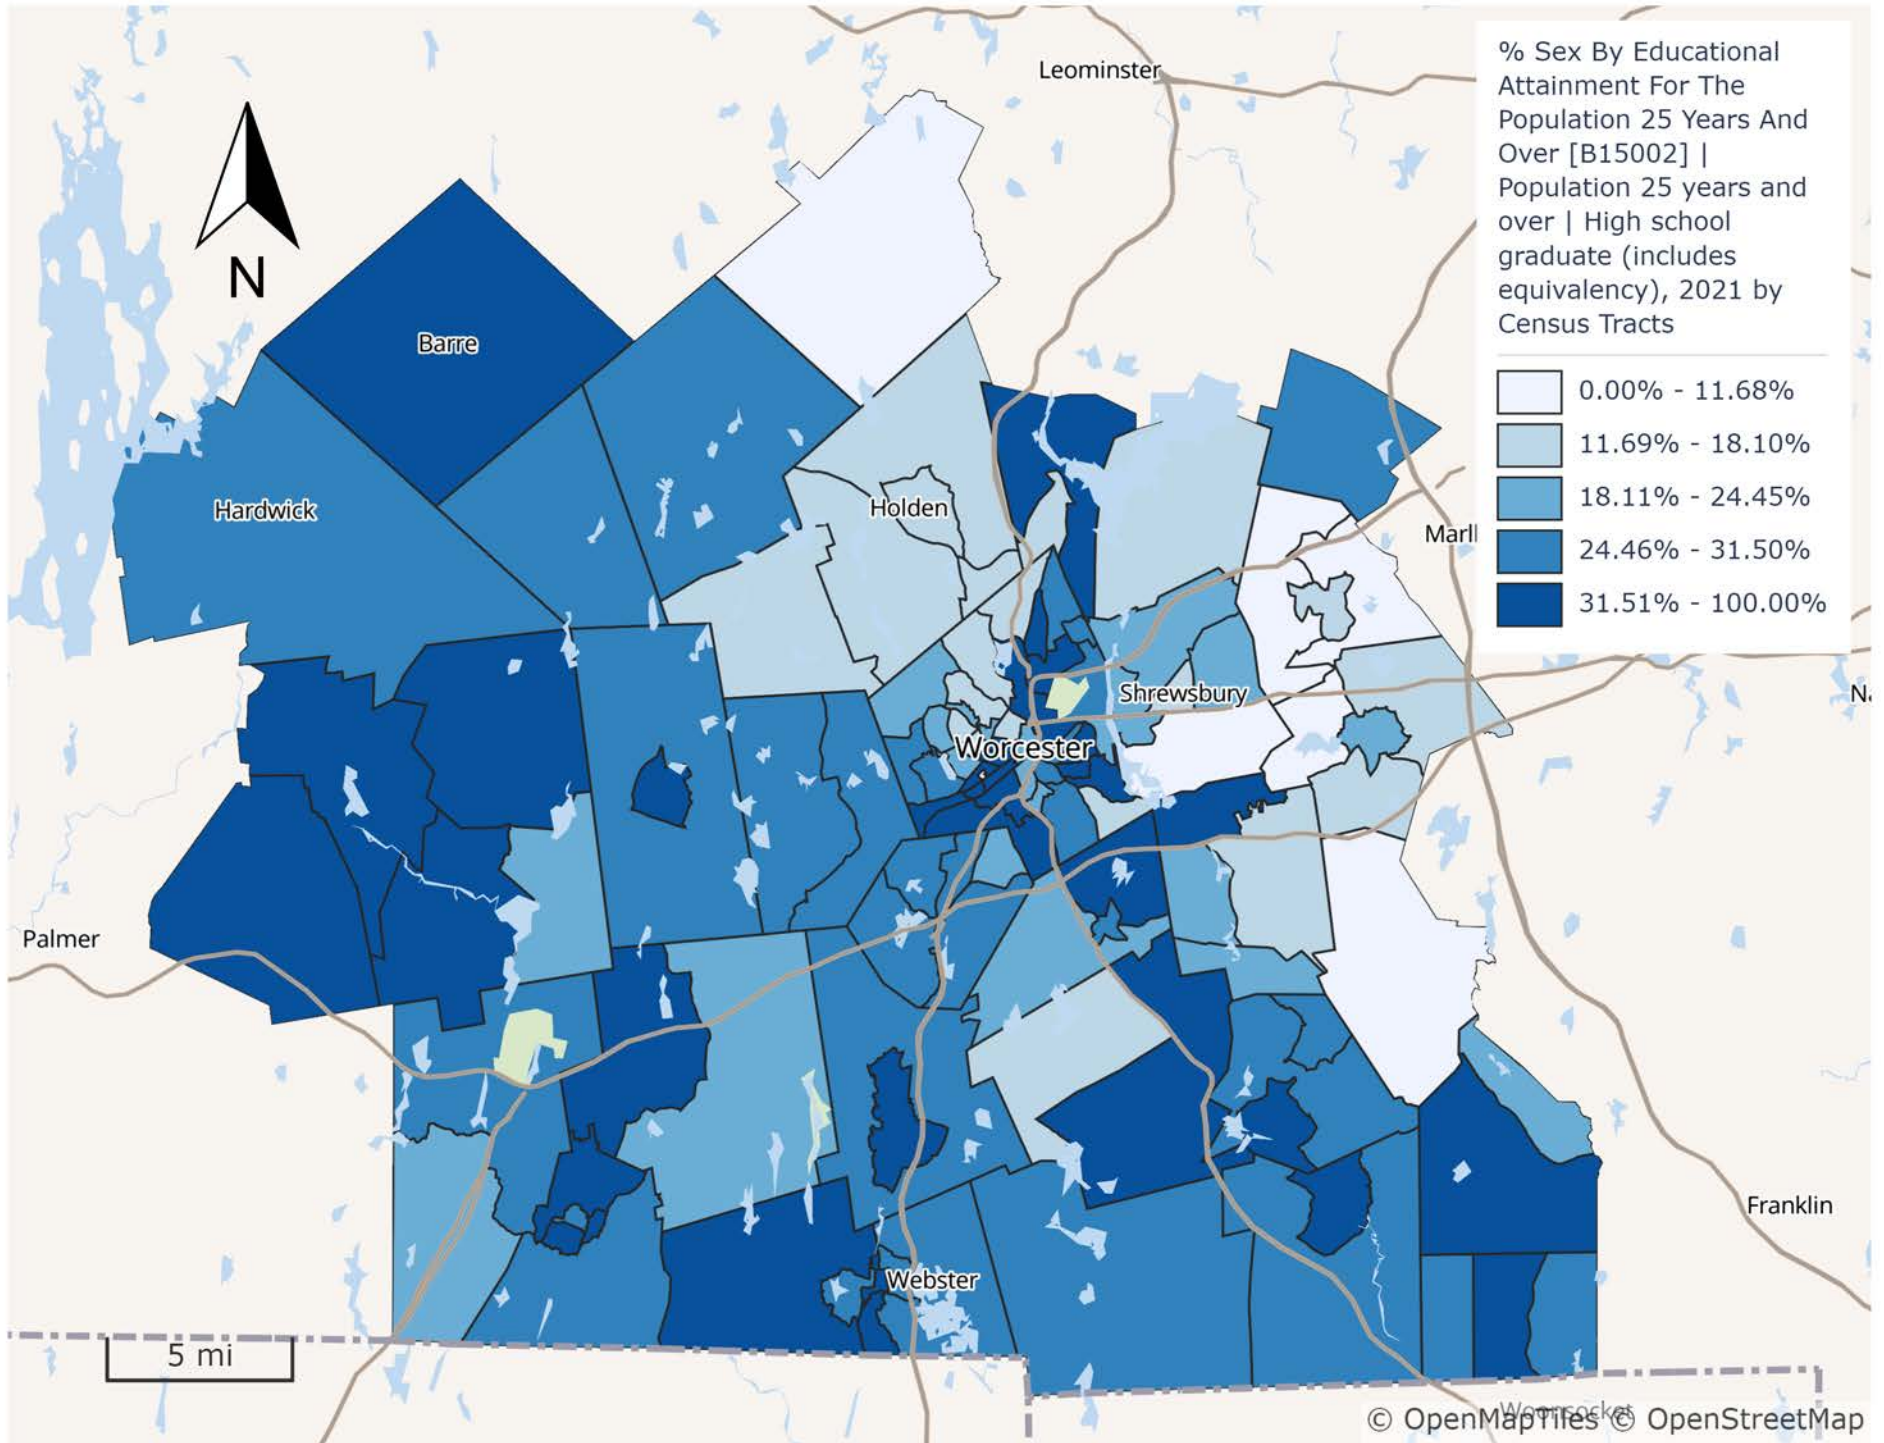 Leominster
% Sex By Educational
Attainment For The
Population 25 Years And
Over [B15002] |
Population 25 years and
over | High school
graduate (includes
equivalency), 2021 by
Census Tracts
0.00% - 11.68%
11.69% - 18.10%
18.11% - 24.45%
24.46% - 31.50%
31.51% - 100.00%
N
Barre
Hardwick
Holden
Marll
Shrewsbury
Na
Worcester
Palmer
Franklin
Webster
5 mi
Woonsocket
© OpenMapTiles © OpenStreetMap